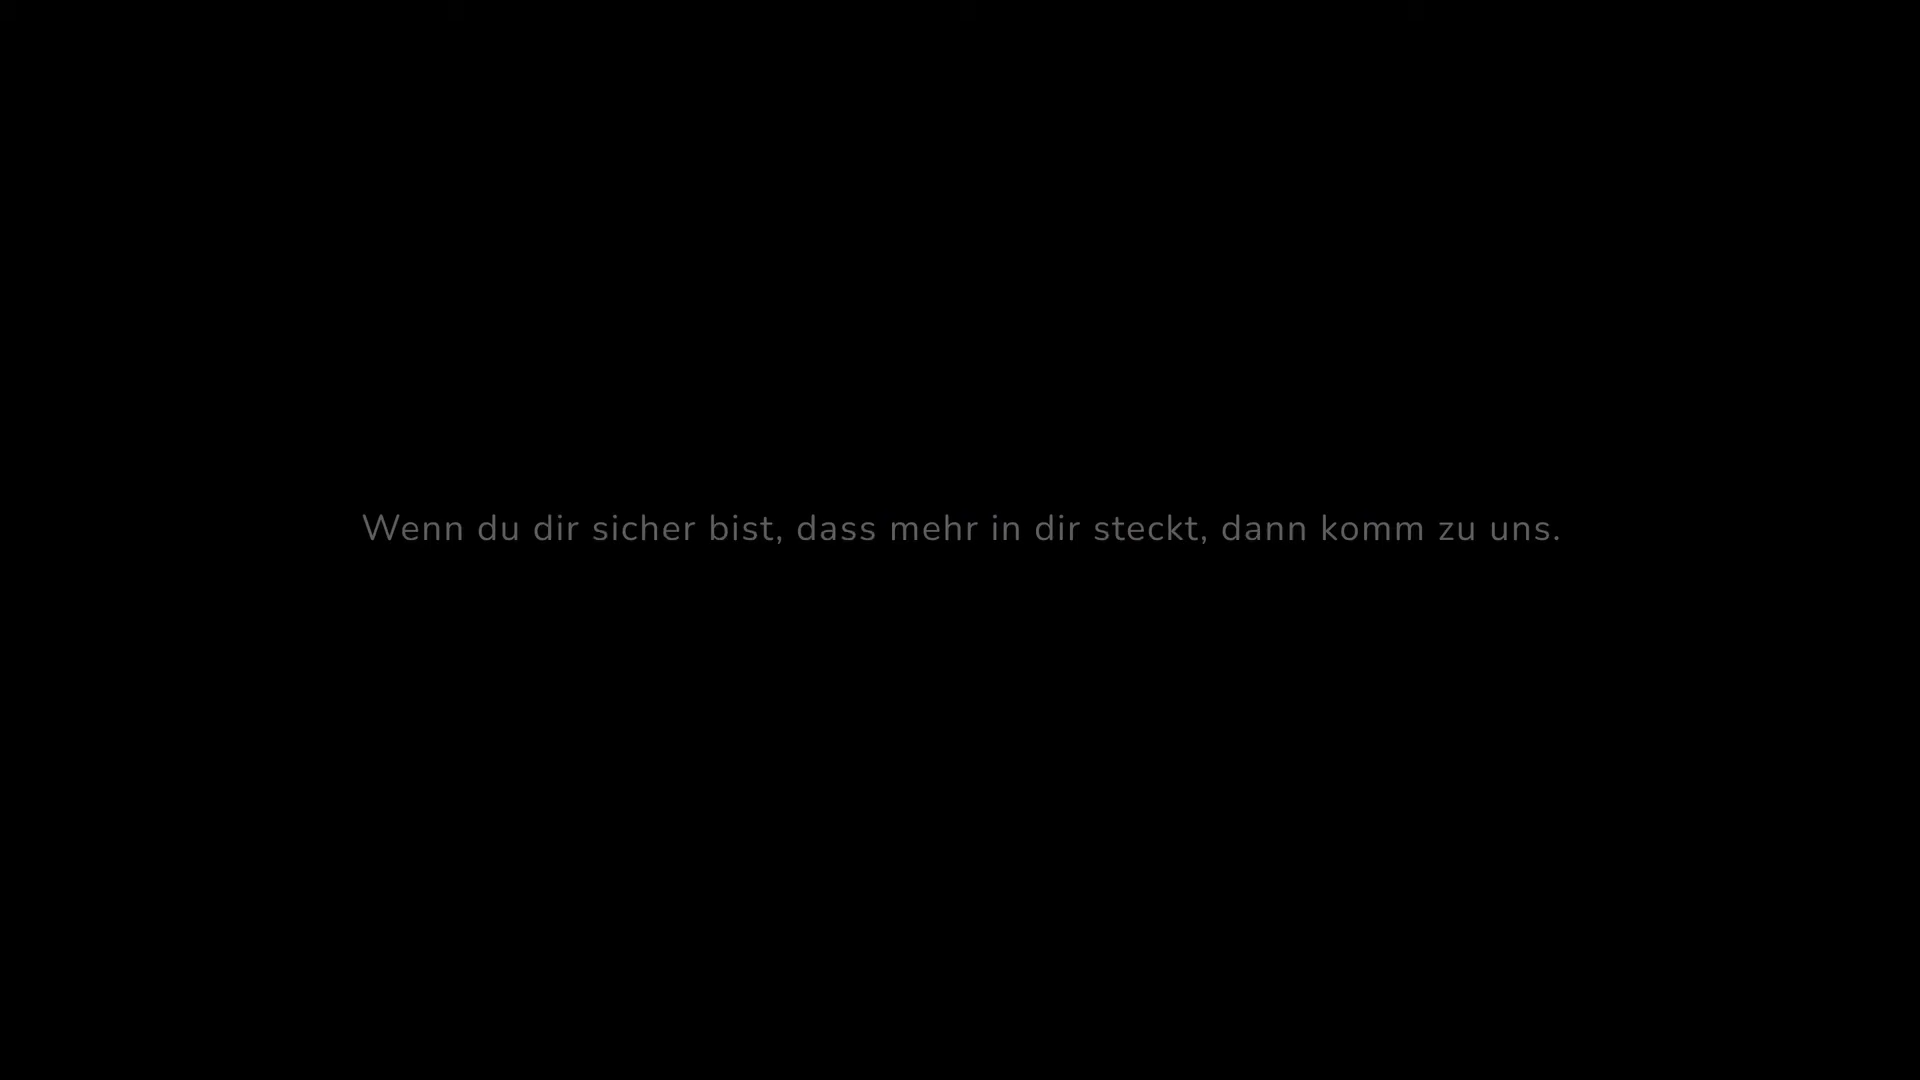 Wenn du dir sicher bist, dass mehr in dir steckt, dann komm zu uns.